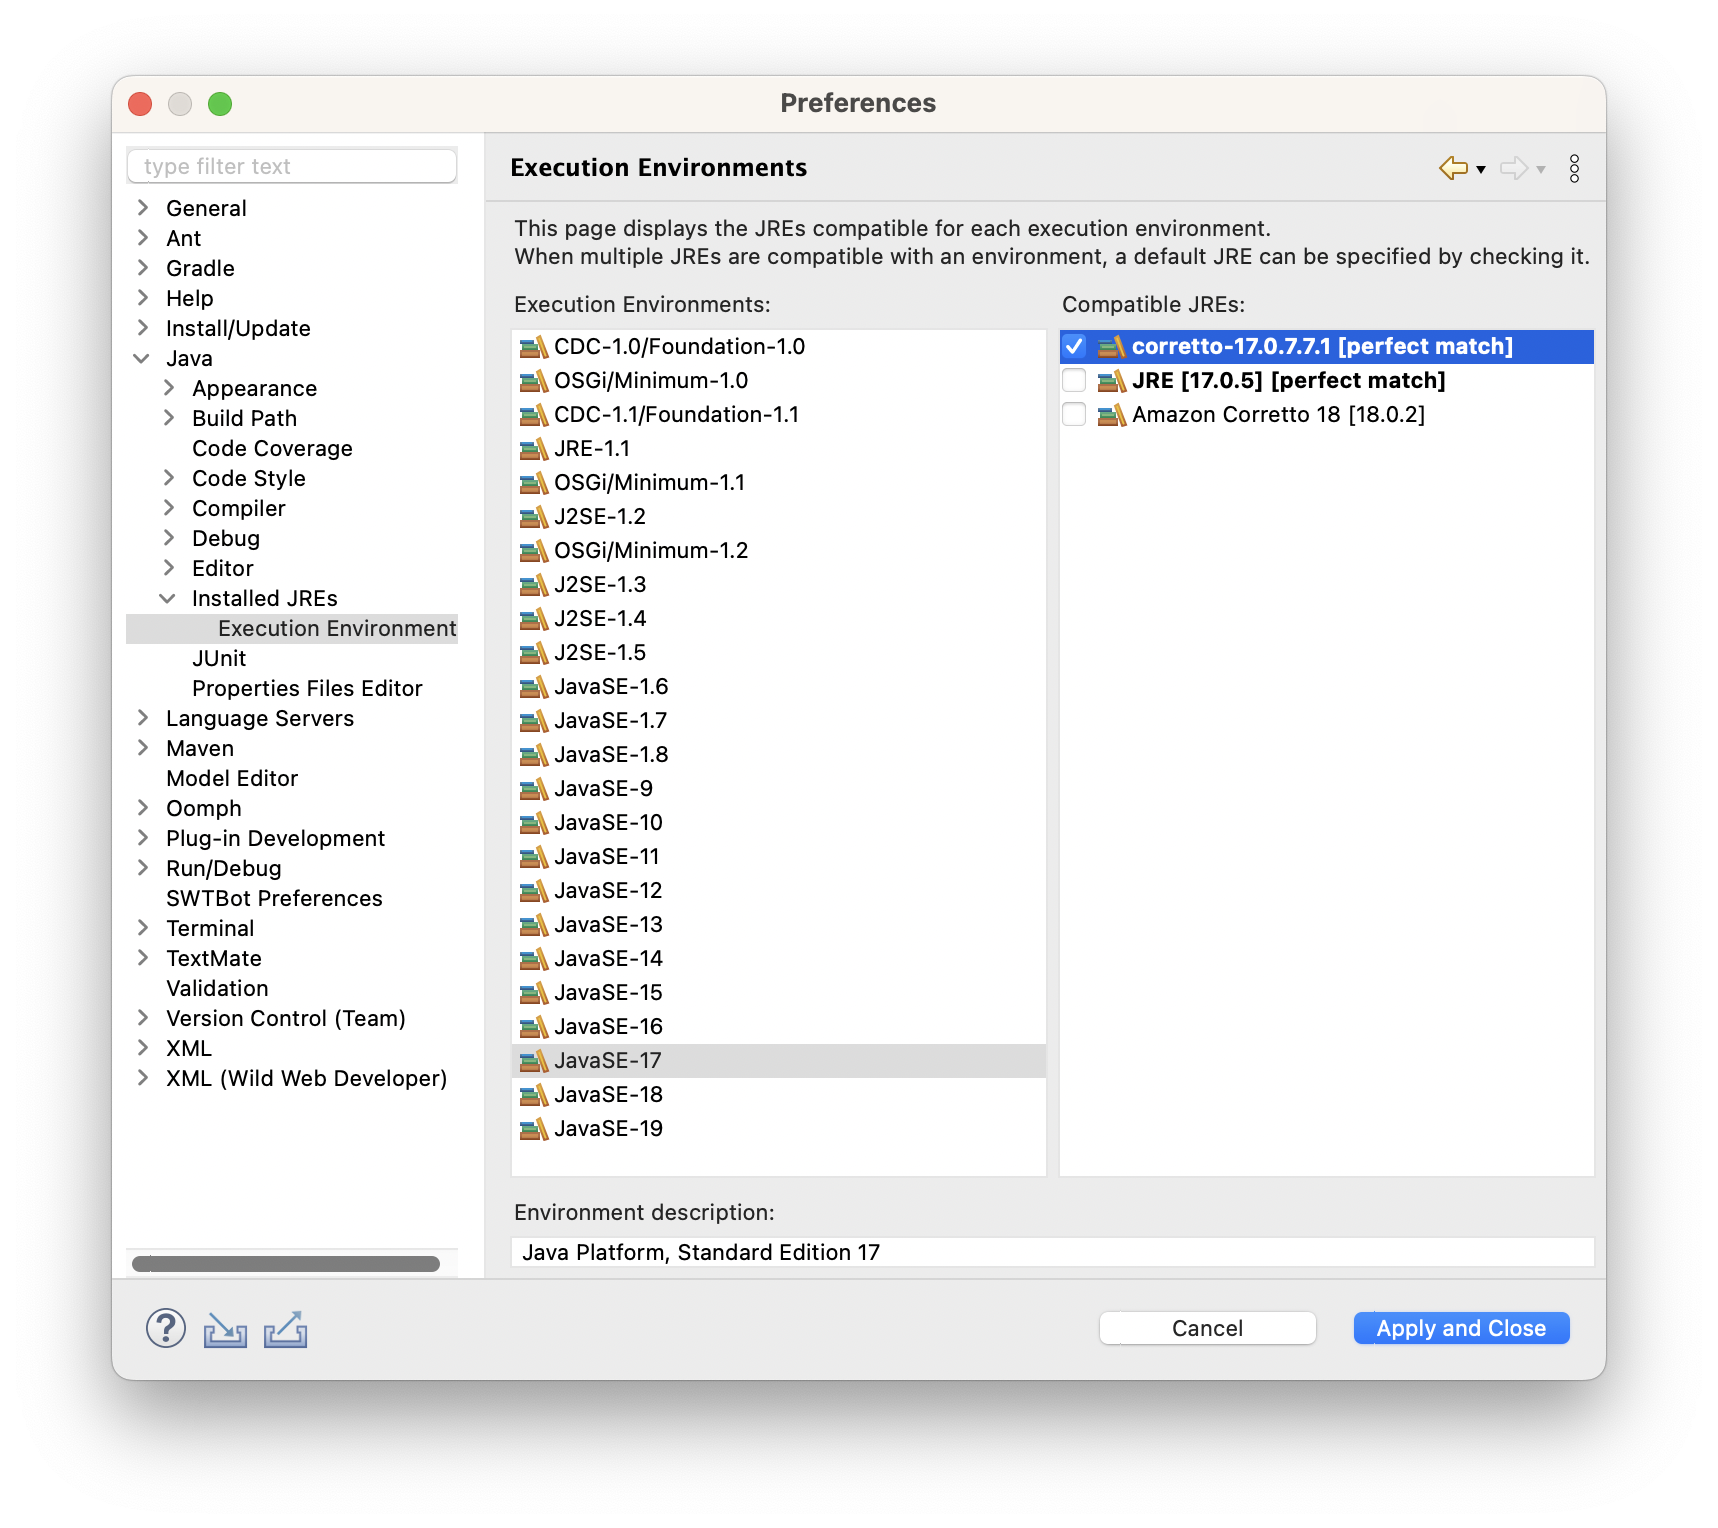 Preferences
type filter text
General
Ant
Gradle
Help
Install/Update
Java
Appearance
Build Path
Code Coverage
Code Style
Compiler
Debug
Editor
Installed JREs
Execution Environment
JUnit
Properties Files Editor
Language Servers
Maven
Model Editor
Oomph
Plug-in Development
Run/Debug
SWTBot Preferences
Terminal
TextMate
Validation
Version Control (Team)
XML
XML (Wild Web Developer)
Execution Environments
This page displays the JREs compatible for each execution environment.
When multiple JREs are compatible with an environment, a default JRE can be specified by checking it.
Execution Environments:
CDC-1.0/Foundation-1.0
OSGi/Minimum-1.0
CDC-1.1/Foundation-1.1
JRE-1.1
OSGi/Minimum-1.1
J2SE-1.2
OSGi/Minimum-1.2
J2SE-1.3
J2SE-1.4
J2SE-1.5
JavaSE-1.6
JavaSE-1.7
JavaSE-1.8
JavaSE-9
JavaSE-10
JavaSE-11
JavaSE-12
JavaSE-13
JavaSE-14
JavaSE-15
JavaSE-16
JavaSE-17
JavaSE-18
JavaSE-19
Compatible JREs:
corretto-17.0.7.7.1 [perfect match]
JRE [17.0.5] [perfect match]
Amazon Corretto 18 [18.0.2]
Environment description:
Java Platform, Standard Edition 17
?
Cancel
Apply and Close